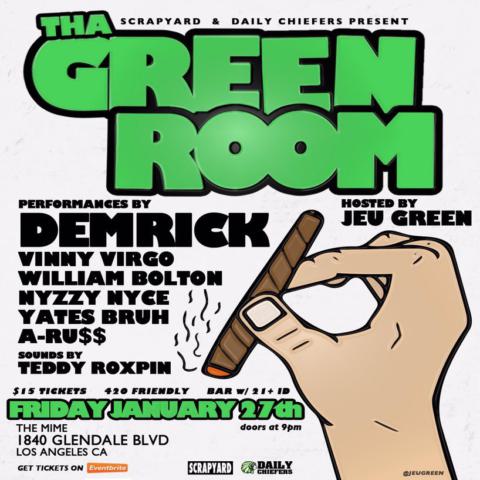 SCRAPYARD & DAILY CHIEFERS PRESENT
THA
GREEN
ROOM
PERFORMANCES BY
DEMRICK
VINNY VIRGO
WILLIAM BOLTON
NYZZY NYCE
YATES BRUH
A-RU$$
SOUNDS BY
TEDDY ROXPIN
HOSTED BY
JEU GREEN
$15 TICKETS 420 FRIENDLY BAR W/ 21+ ID
FRIDAY JANUARY 27th
doors at 9pm
THE MIME
1840 GLENDALE BLVD
LOS ANGELES CA
GET TICKETS ON Eventbrite
SCRAPYARD
DAILY
CHIEFERS
@JEUGREEN